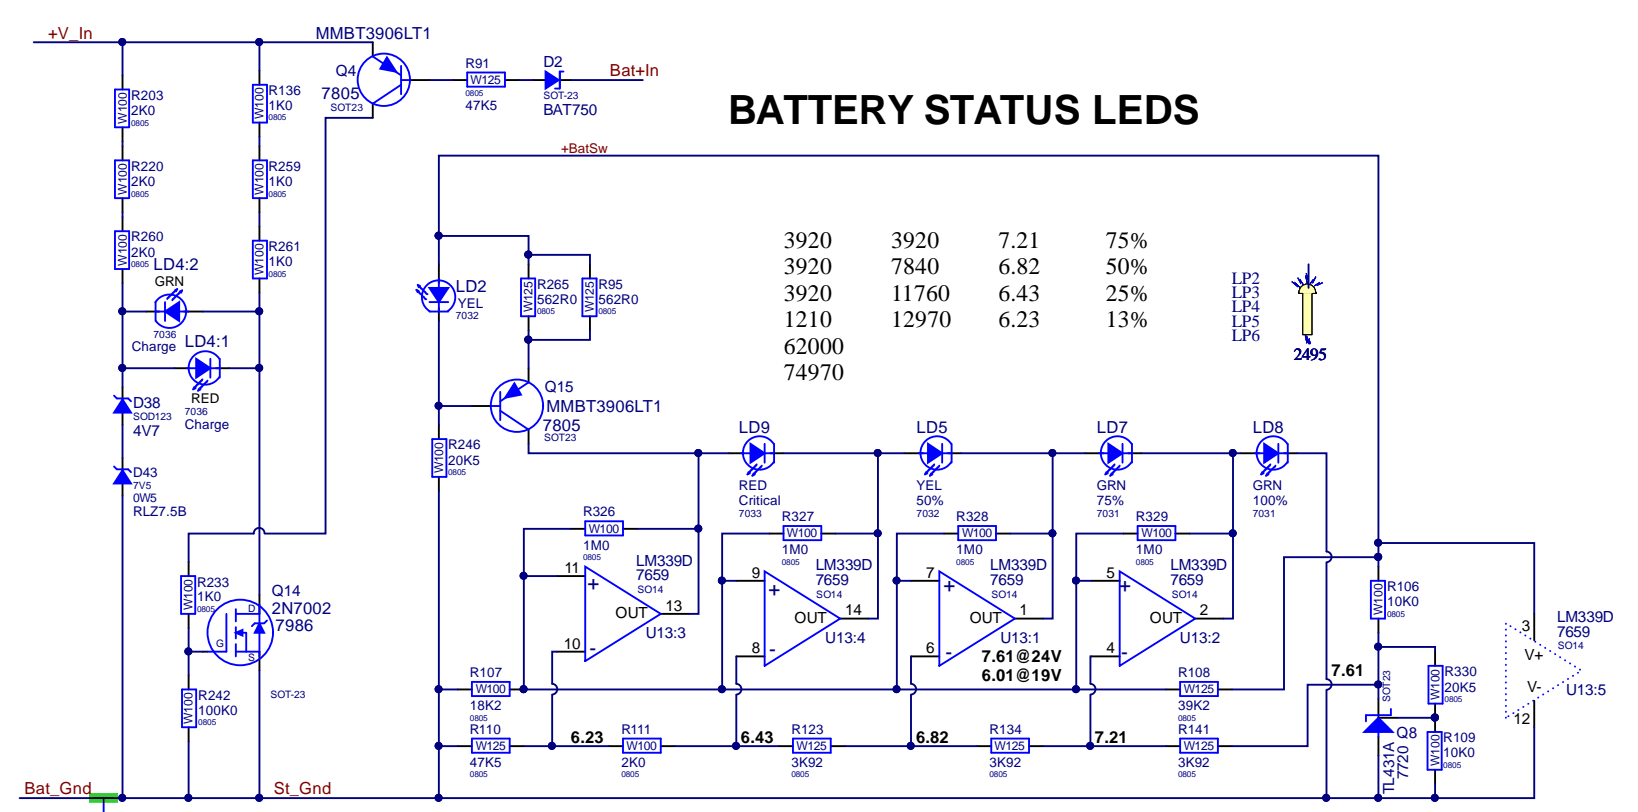 +V_In
MMBT3906LT1
Q4
7805
SOT23
R91
W125
0805
47K5
D2
SOT-23
BAT750
Bat+In
BATTERY STATUS LEDS
R203
W100
2K0
0805
R136
W100
1K0
0805
R220
W100
2K0
0805
R259
W100
1K0
0805
R260
W100
2K0
0805
R261
W100
1K0
0805
LD4:2
GRN
7036
Charge
LD4:1
RED
7036
Charge
D38
SOD123
4V7
D43
7V5
0W5
RLZ7.5B
R233
W100
1K0
0805
Q14
2N7002
7986
D
G
S
SOT-23
R242
W100
100K0
0805
Bat_Gnd
St_Gnd
+BatSw
LD2
YEL
7032
R265
W125
562R0
0805
R95
W125
562R0
0805
Q15
MMBT3906LT1
7805
SOT23
R246
W100
20K5
0805
3920 3920 7.21 75%
3920 7840 6.82 50%
3920 11760 6.43 25%
1210 12970 6.23 13%
62000
74970
LP2
LP3
LP4
LP5
LP6
2495
LD9
RED
Critical
7033
LD5
YEL
50%
7032
LD7
GRN
75%
7031
LD8
GRN
100%
7031
R326
W100
1M0
0805
R327
W100
1M0
0805
R328
W100
1M0
0805
R329
W100
1M0
0805
LM339D
7659
SO14
11
+
10
-
OUT
13
U13:3
LM339D
7659
SO14
9
+
8
-
OUT
14
U13:4
LM339D
7659
SO14
7
+
6
-
OUT
1
U13:1
7.61@24V
6.01@19V
LM339D
7659
SO14
5
+
4
-
OUT
2
U13:2
R107
W100
18K2
0805
R108
W125
39K2
0805
R110
W125
47K5
0805
6.23
R111
W100
2K0
0805
6.43
R123
W125
3K92
0805
6.82
R134
W125
3K92
0805
7.21
R141
W125
3K92
0805
7.61
R106
W100
10K0
0805
R330
W100
20K5
0805
R109
W100
10K0
0805
SOT23
Q8
TL431A
7720
LM339D
7659
SO14
3
V+
V-
12
U13:5